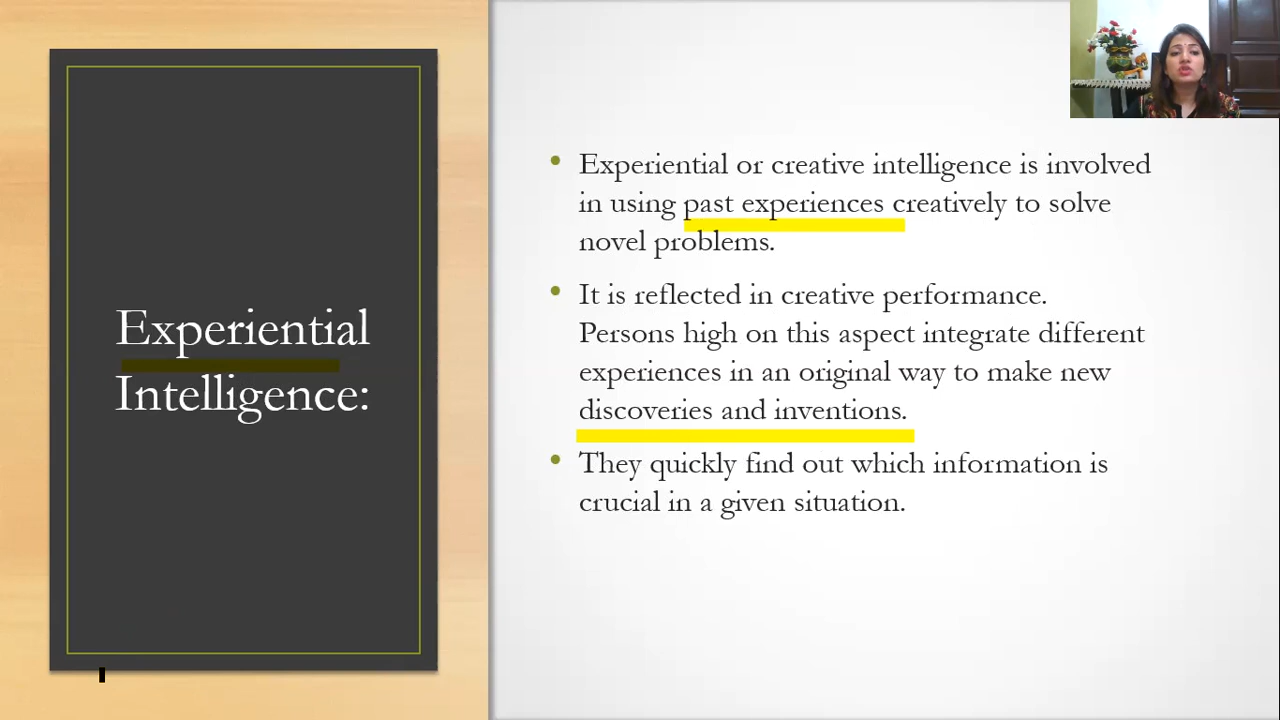 Experiential
Intelligence:
• Experiential or creative intelligence is involved
in using past experiences creatively to solve
novel problems.
• It is reflected in creative performance.
Persons high on this aspect integrate different
experiences in an original way to make new
discoveries and inventions.
• They quickly find out which information is
crucial in a given situation.